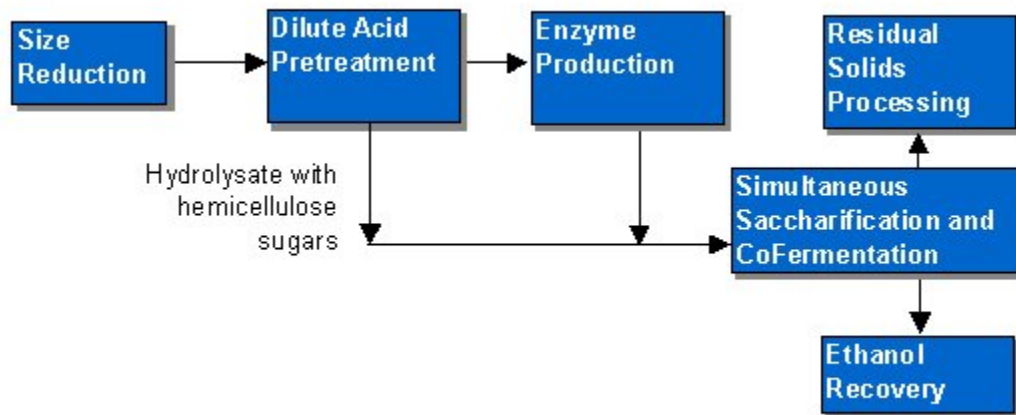 Size
Reduction
Dilute Acid
Pretreatment
Enzyme
Production
Residual
Solids
Processing
Hydrolysate with
hemicellulose
sugars
Simultaneous
Saccharification and
CoFermentation
Ethanol
Recovery